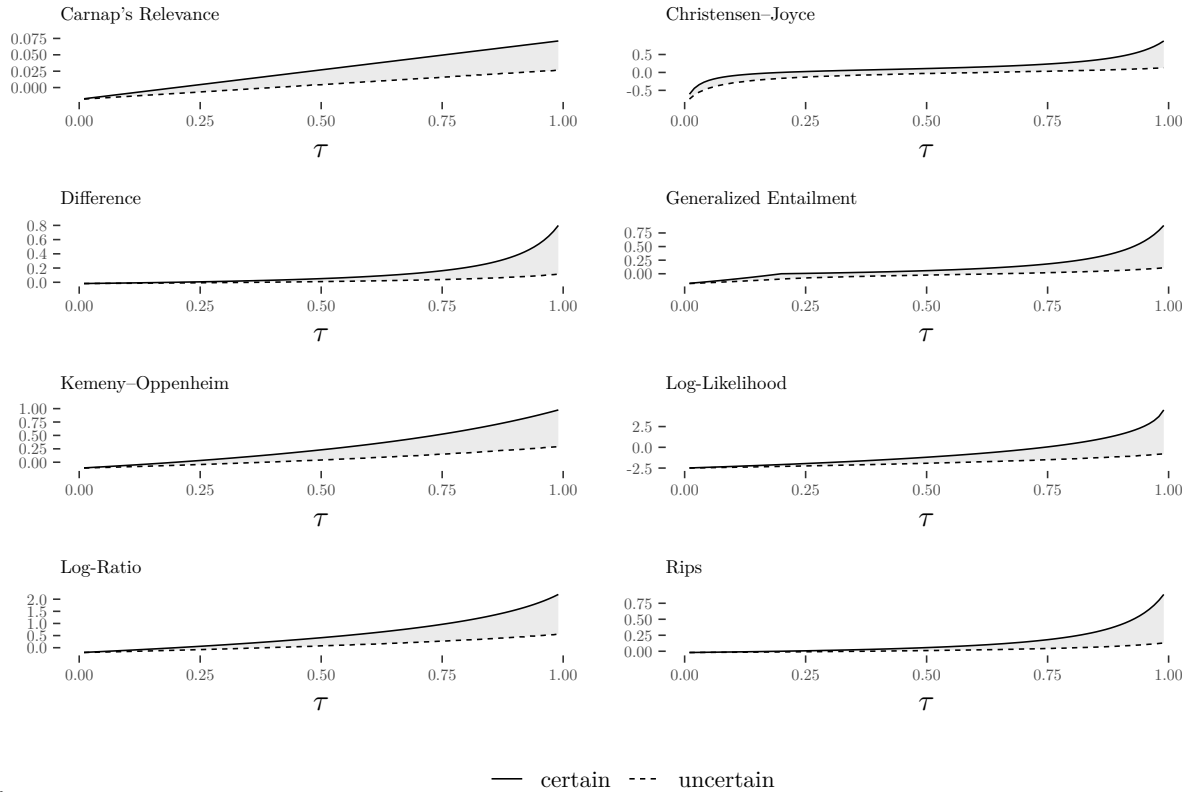 Carnap's Relevance
0.075
0.050
0.025
0.000
0.00 0.25 0.50 0.75 1.00
τ
Christensen–Joyce
0.5
0.0
-0.5
0.00 0.25 0.50 0.75 1.00
τ
Difference
0.8
0.6
0.4
0.2
0.0
0.00 0.25 0.50 0.75 1.00
τ
Generalized Entailment
0.75
0.50
0.25
0.00
0.00 0.25 0.50 0.75 1.00
τ
Kemeny–Oppenheim
1.00
0.75
0.50
0.25
0.00
0.00 0.25 0.50 0.75 1.00
τ
Log-Likelihood
2.5
0.0
-2.5
0.00 0.25 0.50 0.75 1.00
τ
Log-Ratio
2.0
1.5
1.0
0.5
0.0
0.00 0.25 0.50 0.75 1.00
τ
Rips
0.75
0.50
0.25
0.00
0.00 0.25 0.50 0.75 1.00
τ
certain uncertain